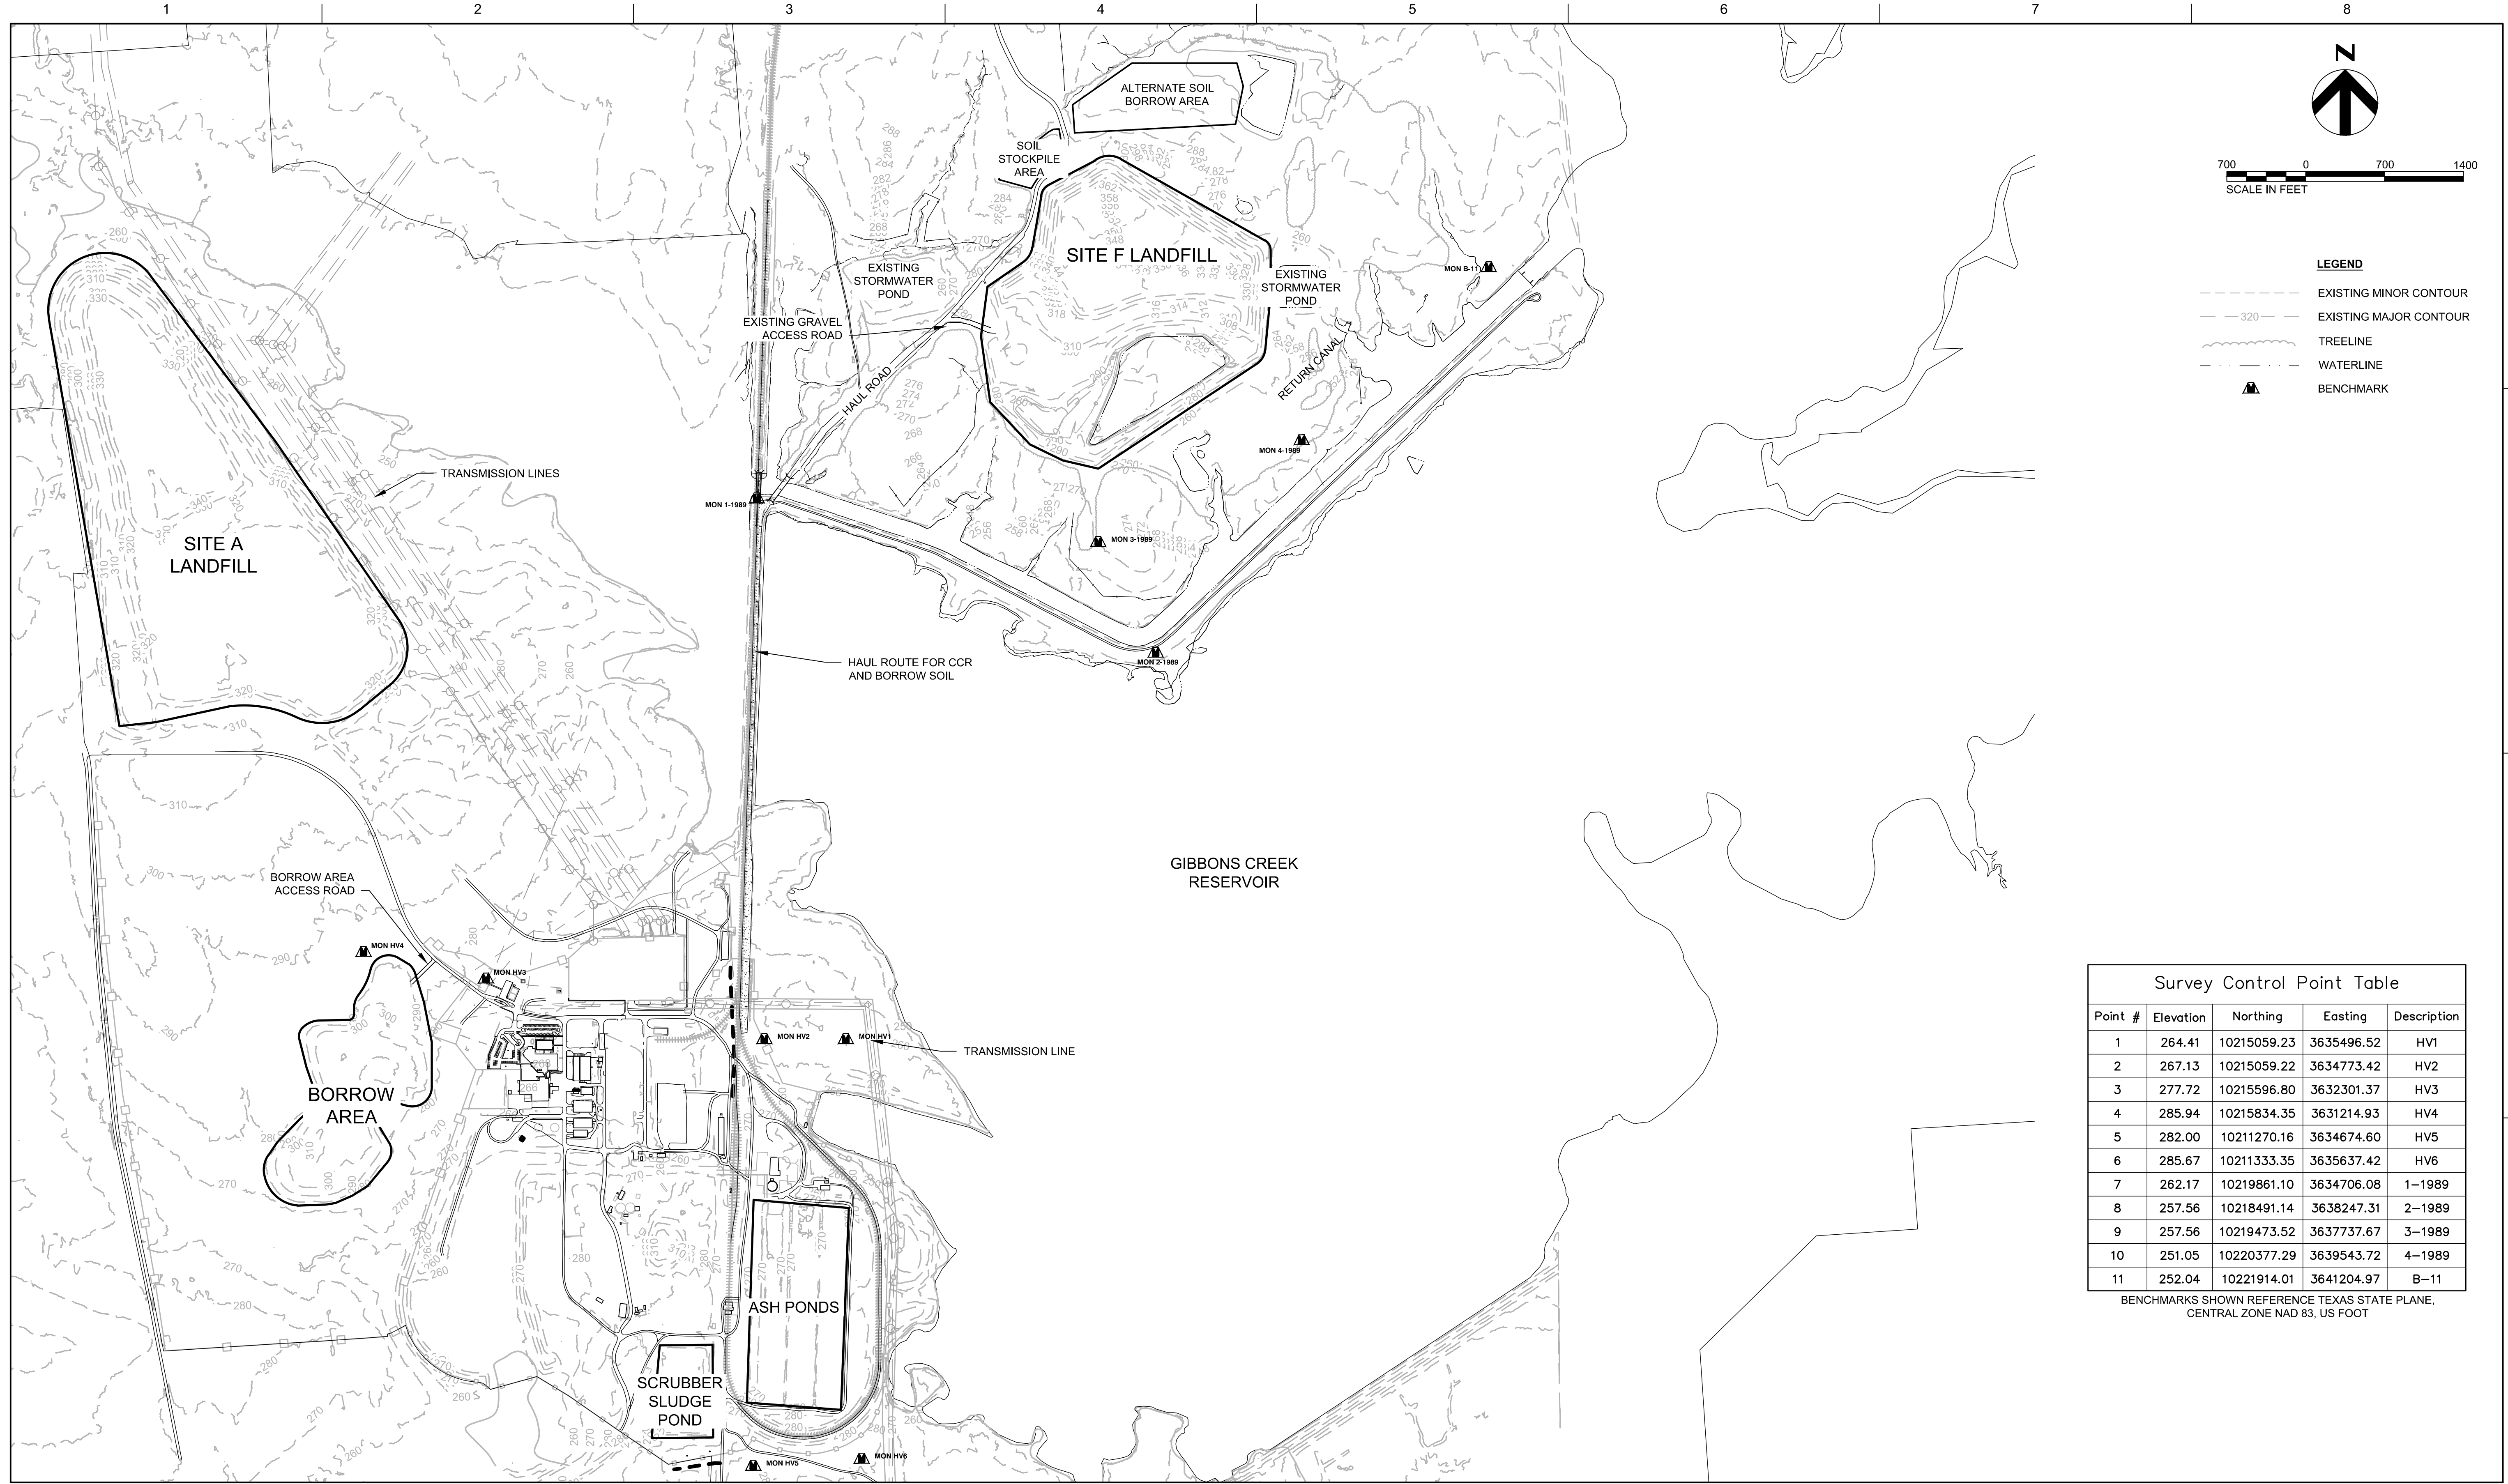 1 2 3 4 5 6 7 8
N
700 0 700 1400
SCALE IN FEET
LEGEND
EXISTING MINOR CONTOUR
320 EXISTING MAJOR CONTOUR
TREELINE
WATERLINE
BENCHMARK
ALTERNATE SOIL
BORROW AREA
SOIL
STOCKPILE
AREA
SITE F LANDFILL
EXISTING
STORMWATER
POND
EXISTING
STORMWATER
POND
EXISTING GRAVEL
ACCESS ROAD
HAUL ROAD
RETURN CANAL
MON B-11
MON 4-1989
MON 1-1989
MON 3-1989
MON 2-1989
TRANSMISSION LINES
SITE A
LANDFILL
HAUL ROUTE FOR CCR
AND BORROW SOIL
GIBBONS CREEK
RESERVOIR
BORROW AREA
ACCESS ROAD
MON HV4
MON HV3
MON HV2
MON HV1
TRANSMISSION LINE
BORROW
AREA
ASH PONDS
SCRUBBER
SLUDGE
POND
MON HV5
MON HV6
Survey Control Point Table
Point # Elevation Northing Easting Description
1 264.41 10215059.23 3635496.52 HV1
2 267.13 10215059.22 3634773.42 HV2
3 277.72 10215596.80 3632301.37 HV3
4 285.94 10215834.35 3631214.93 HV4
5 282.00 10211270.16 3634674.60 HV5
6 285.67 10211333.35 3635637.42 HV6
7 262.17 10219861.10 3634706.08 1-1989
8 257.56 10218491.14 3638247.31 2-1989
9 257.56 10219473.52 3637737.67 3-1989
10 251.05 10220377.29 3639543.72 4-1989
11 252.04 10221914.01 3641204.97 B-11
BENCHMARKS SHOWN REFERENCE TEXAS STATE PLANE,
CENTRAL ZONE NAD 83, US FOOT